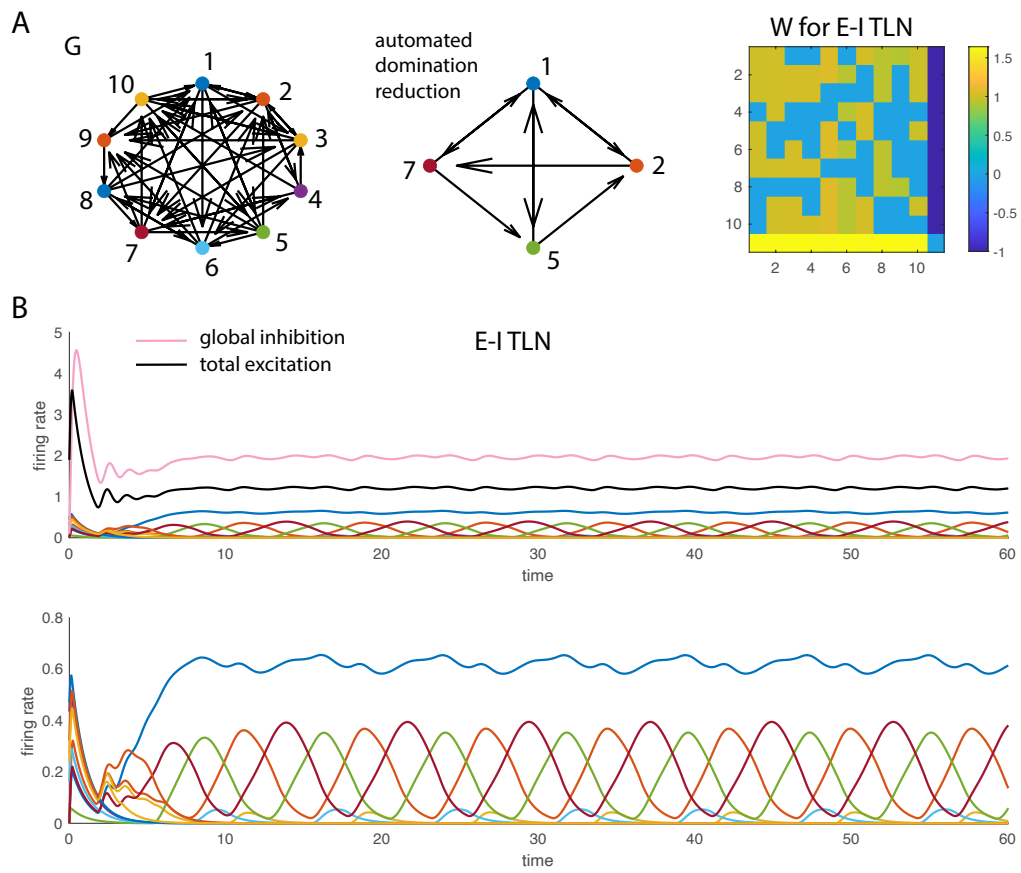 A
G
1
2
3
4
5
6
7
8
9
10
automated
domination
reduction
1
2
5
7
W for E-I TLN
2
4
6
8
10
2 4 6 8 10
1.5
1
0.5
0
-0.5
-1
B
E-I TLN
global inhibition
total excitation
firing rate
5
4
3
2
1
0
0 10 20 30 40 50 60
time
firing rate
0.8
0.6
0.4
0.2
0
0 10 20 30 40 50 60
time